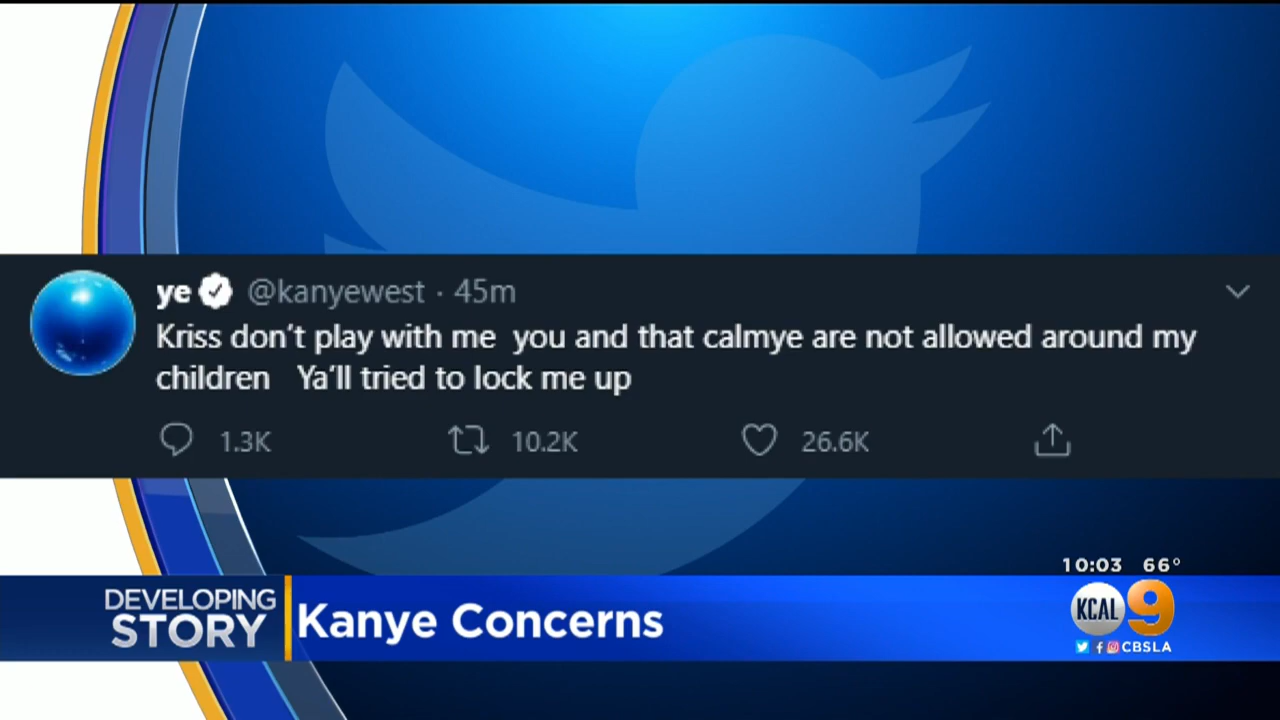 ye @kanyewest · 45m
Kriss don't play with me  you and that calmye are not allowed around my
children   Ya'll tried to lock me up
1.3K 10.2K 26.6K
10:03 66°
DEVELOPING
STORY
Kanye Concerns
KCAL 9
CBSLA